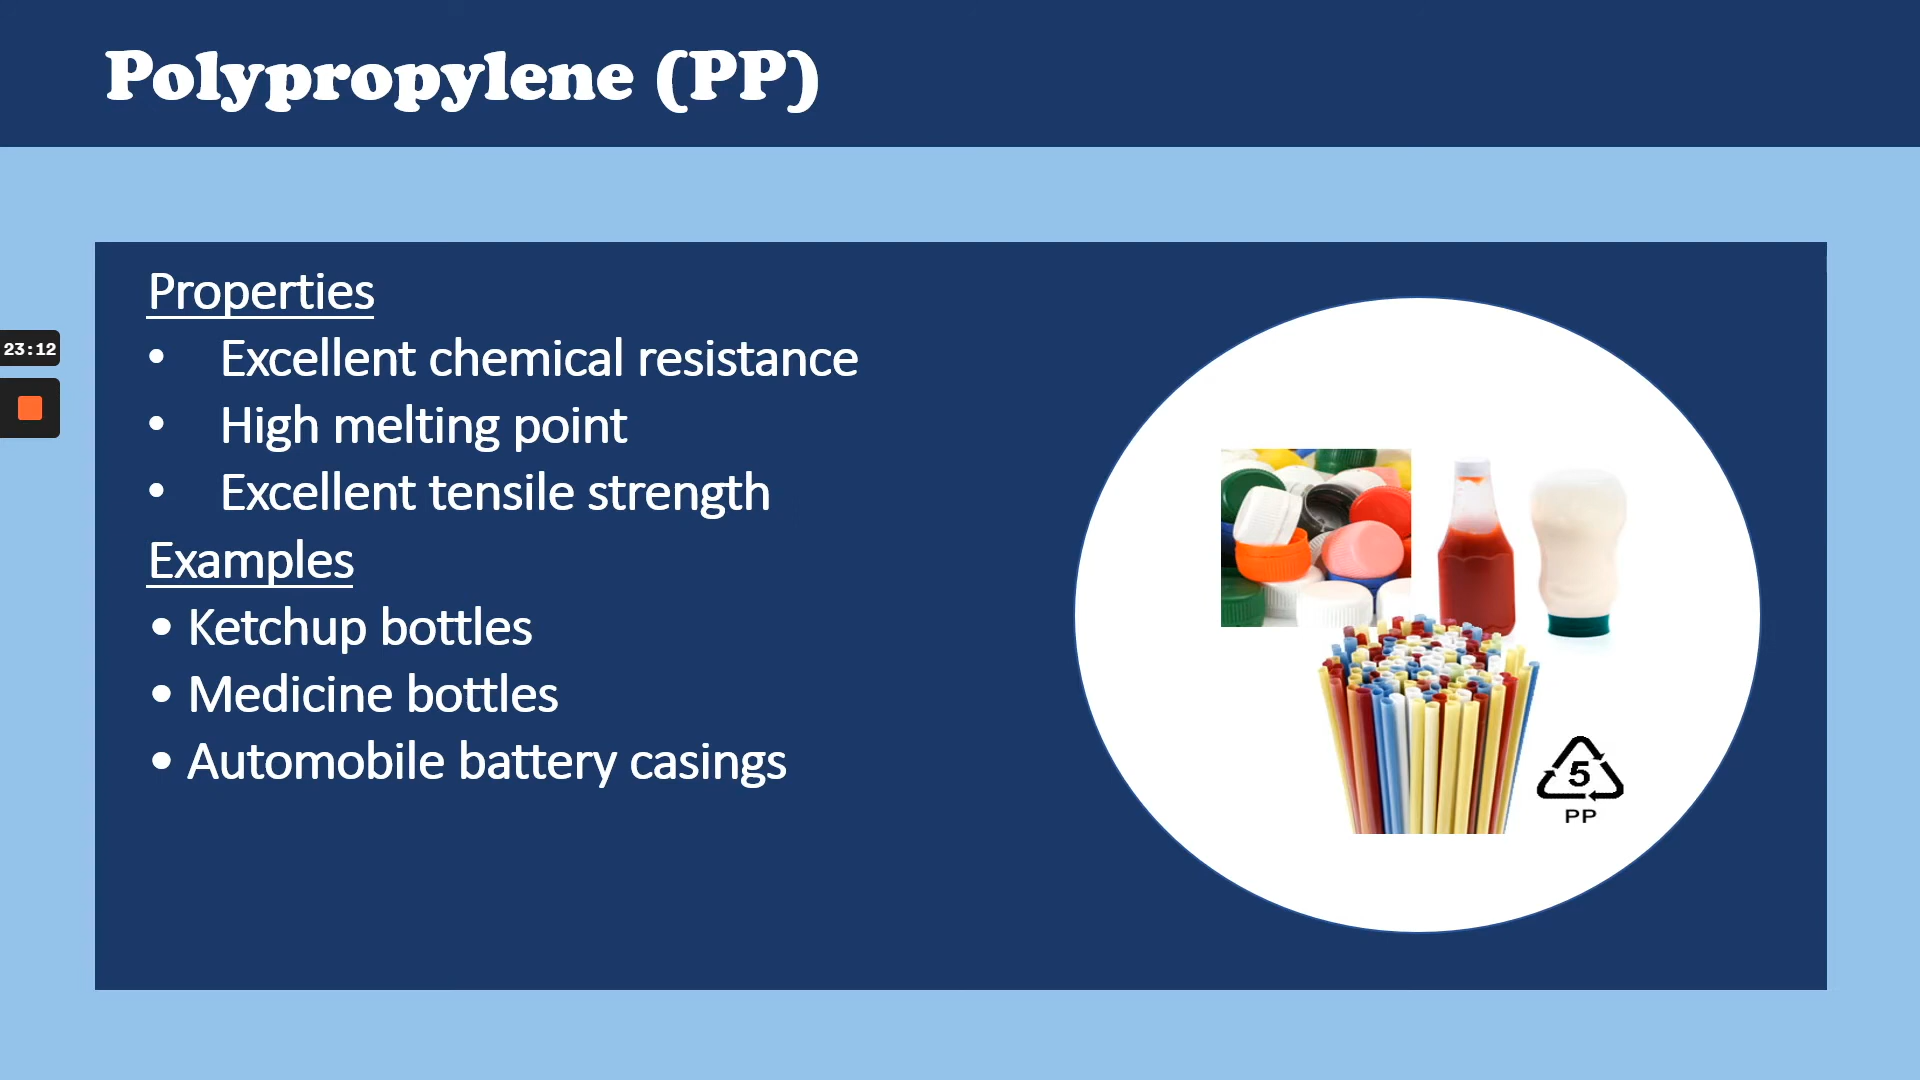 Polypropylene (PP)
Properties
• Excellent chemical resistance
• High melting point
• Excellent tensile strength
Examples
• Ketchup bottles
• Medicine bottles
• Automobile battery casings
23:12
5
PP